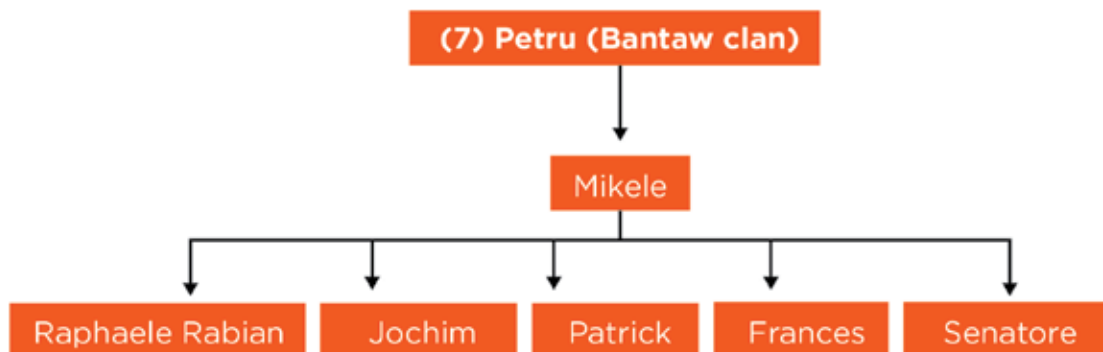 (7) Petru (Bantaw clan)
Mikele
Raphaele Rabian
Jochim
Patrick
Frances
Senatore